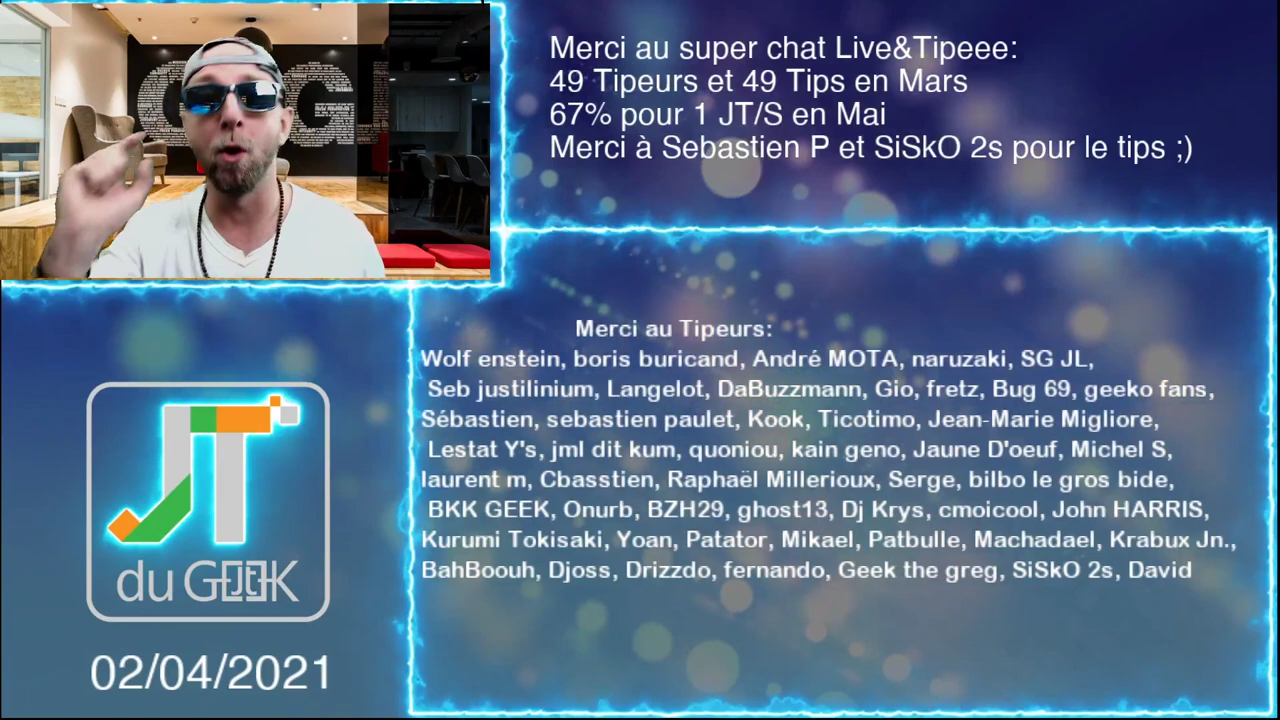 Merci au super chat Live&Tipeee:
49 Tipeurs et 49 Tips en Mars
67% pour 1 JT/S en Mai
Merci à Sebastien P et SiSkO 2s pour le tips ;)
Merci au Tipeurs:
Wolf enstein, boris buricand, André MOTA, naruzaki, SG JL,
Seb justilinium, Langelot, DaBuzzmann, Gio, fretz, Bug 69, geeko fans,
Sébastien, sebastien paulet, Kook, Ticotimo, Jean-Marie Migliore,
Lestat Y's, jml dit kum, quoniou, kain geno, Jaune D'oeuf, Michel S,
laurent m, Cbasstien, Raphaël Millerioux, Serge, bilbo le gros bide,
BKK GEEK, Onurb, BZH29, ghost13, Dj Krys, cmoicool, John HARRIS,
Kurumi Tokisaki, Yoan, Patator, Mikael, Patbulle, Machadael, Krabux Jn.,
BahBoouh, Djoss, Drizzdo, fernando, Geek the greg, SiSkO 2s, David
JT
du GEEK
02/04/2021